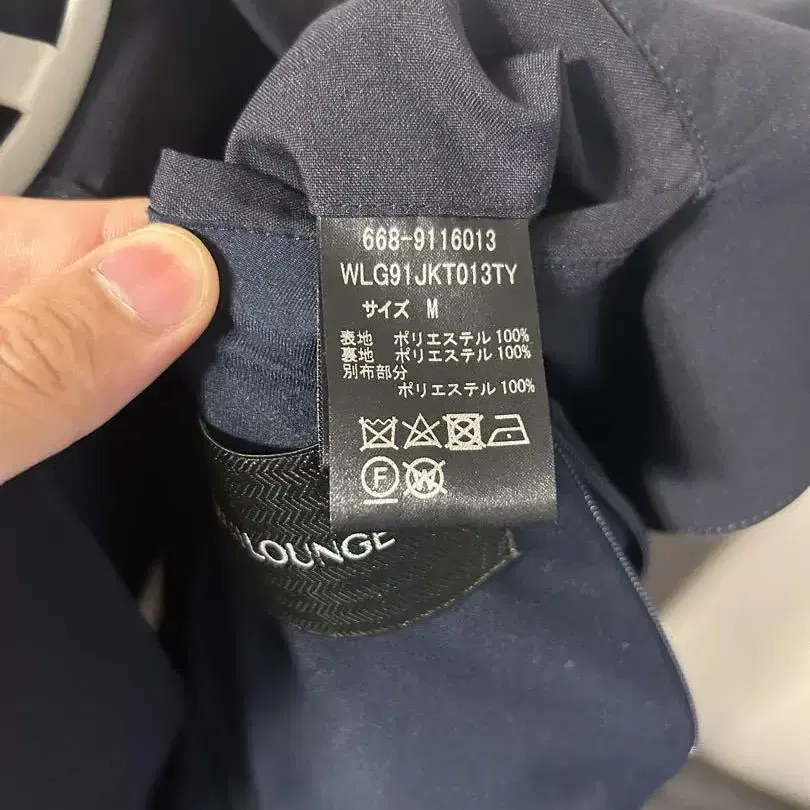 668-9116013
WLG91JKT013TY
サイズ M
表地 ポリエステル 100%
裏地 ポリエステル 100%
別布部分
ポリエステル 100%
F
W
LOUNGE